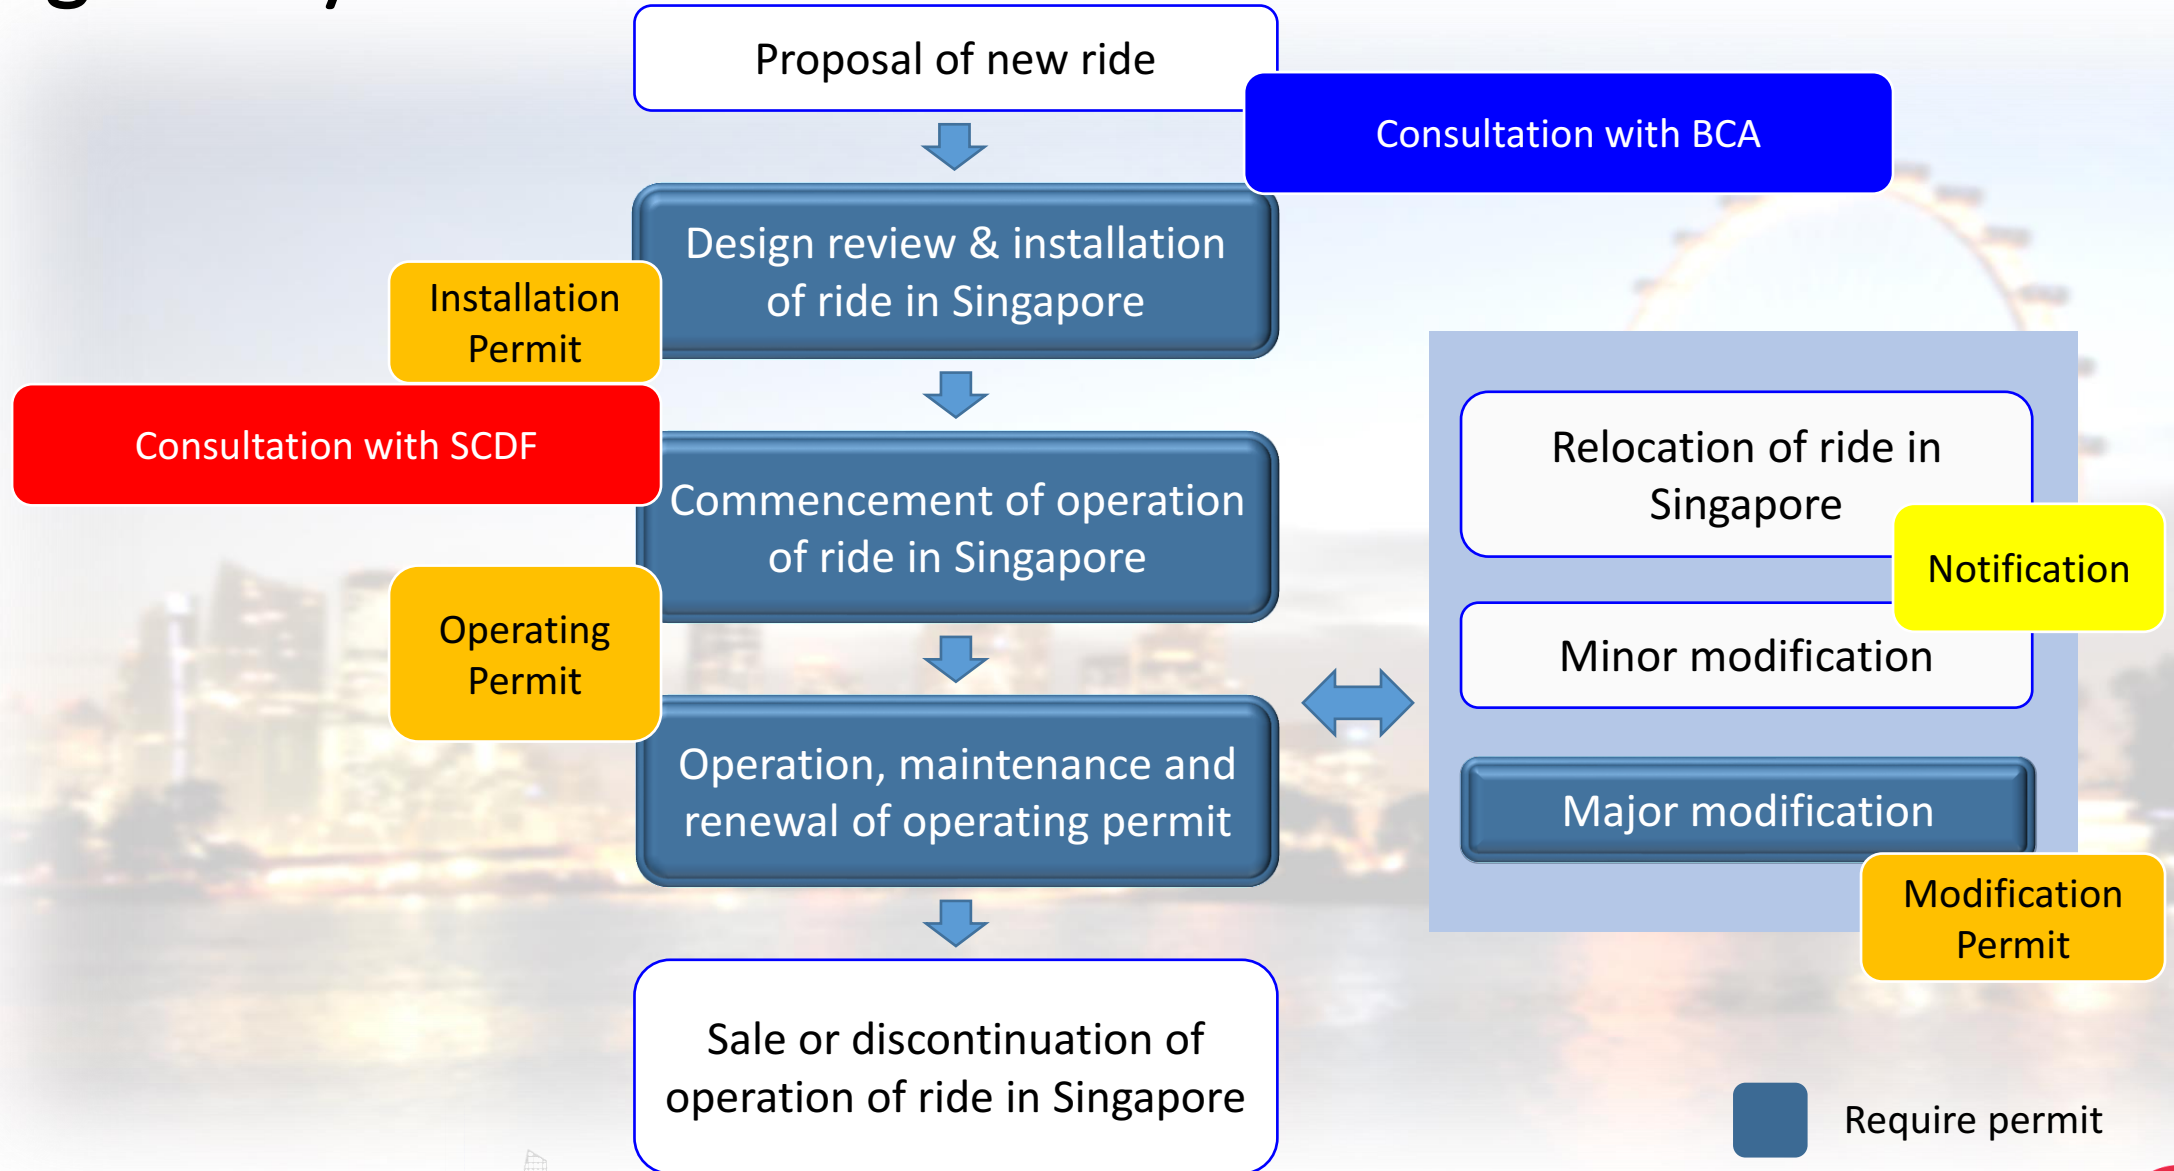 Proposal of new ride
Consultation with BCA
Design review & installation
of ride in Singapore
Installation
Permit
Consultation with SCDF
Commencement of operation
of ride in Singapore
Operating
Permit
Operation, maintenance and
renewal of operating permit
Relocation of ride in
Singapore
Notification
Minor modification
Major modification
Modification
Permit
Sale or discontinuation of
operation of ride in Singapore
Require permit